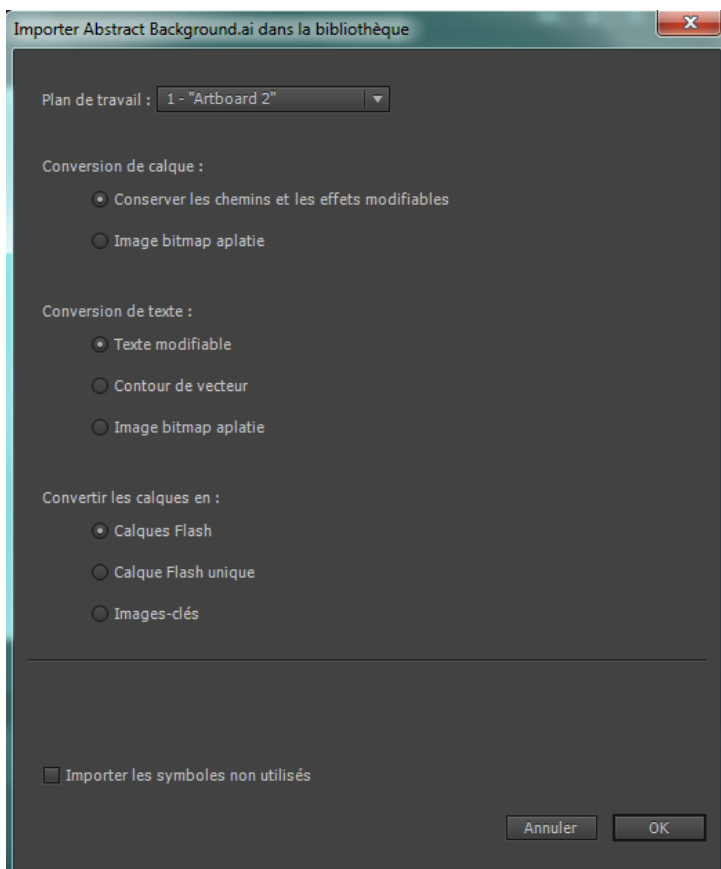 Importer Abstract Background.ai dans la bibliothèque
Plan de travail : 1 - "Artboard 2"
Conversion de calque :
Conserver les chemins et les effets modifiables
Image bitmap aplatie
Conversion de texte :
Texte modifiable
Contour de vecteur
Image bitmap aplatie
Convertir les calques en :
Calques Flash
Calque Flash unique
Images-clés
Importer les symboles non utilisés
Annuler OK